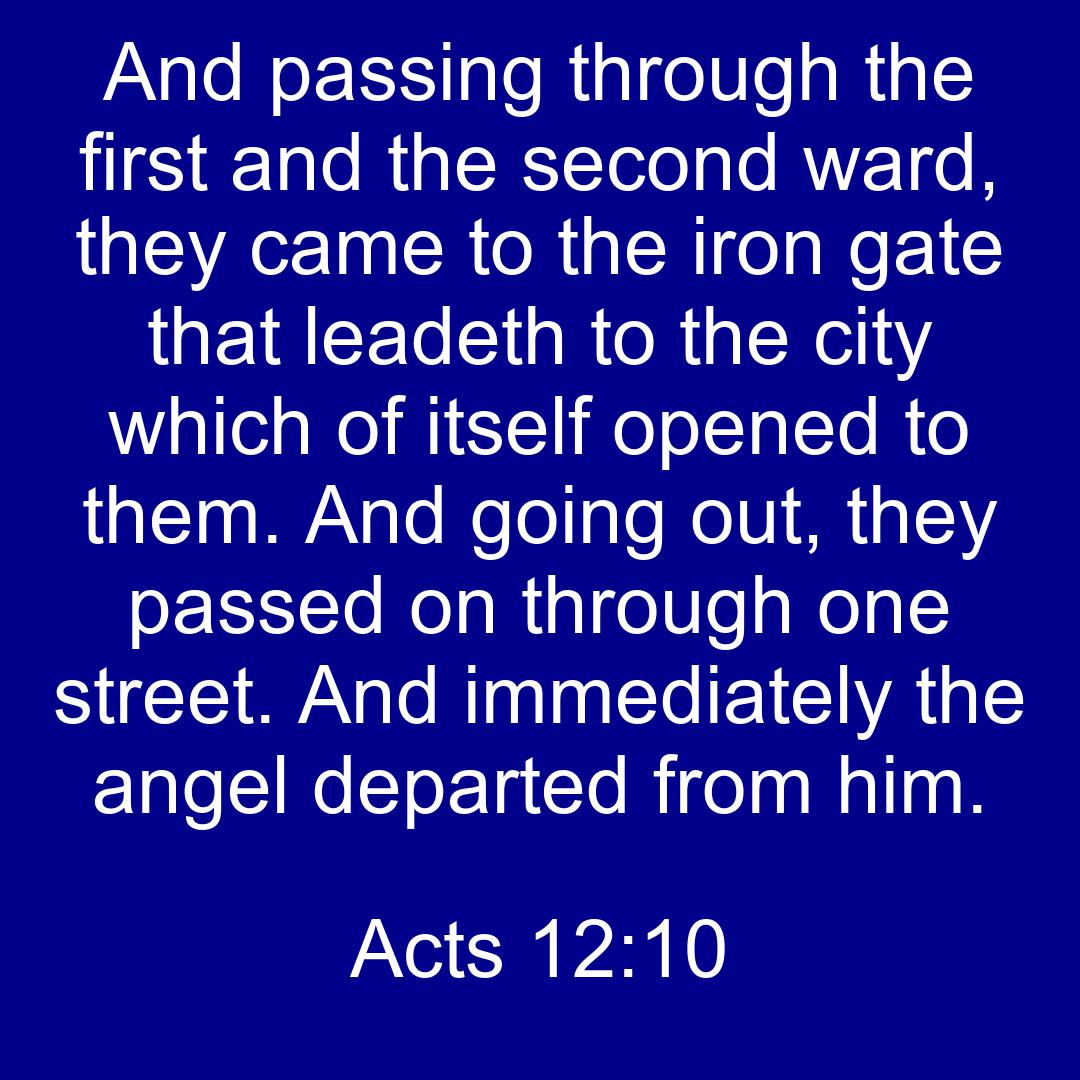 And passing through the
first and the second ward,
they came to the iron gate
that leadeth to the city
which of itself opened to
them. And going out, they
passed on through one
street. And immediately the
angel departed from him.
Acts 12:10